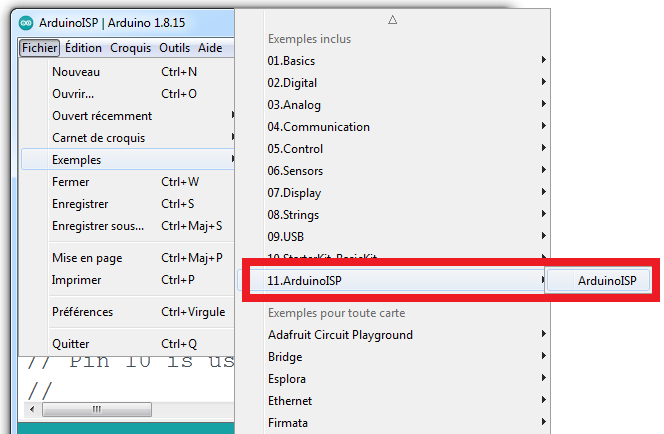 ArduinoISP | Arduino 1.8.15
Fichier Édition Croquis Outils Aide
Nouveau Ctrl+N
Ouvrir... Ctrl+O
Ouvert récemment
Carnet de croquis
Exemples
Fermer Ctrl+W
Enregistrer Ctrl+S
Enregistrer sous... Ctrl+Maj+S
Mise en page Ctrl+Maj+P
Imprimer Ctrl+P
Préférences Ctrl+Virgule
Quitter Ctrl+Q
// Pin 10 is us
//
Exemples inclus
01.Basics
02.Digital
03.Analog
04.Communication
05.Control
06.Sensors
07.Display
08.Strings
09.USB
10.StarterKit_BasicKit
11.ArduinoISP
ArduinoISP
Exemples pour toute carte
Adafruit Circuit Playground
Bridge
Esplora
Ethernet
Firmata